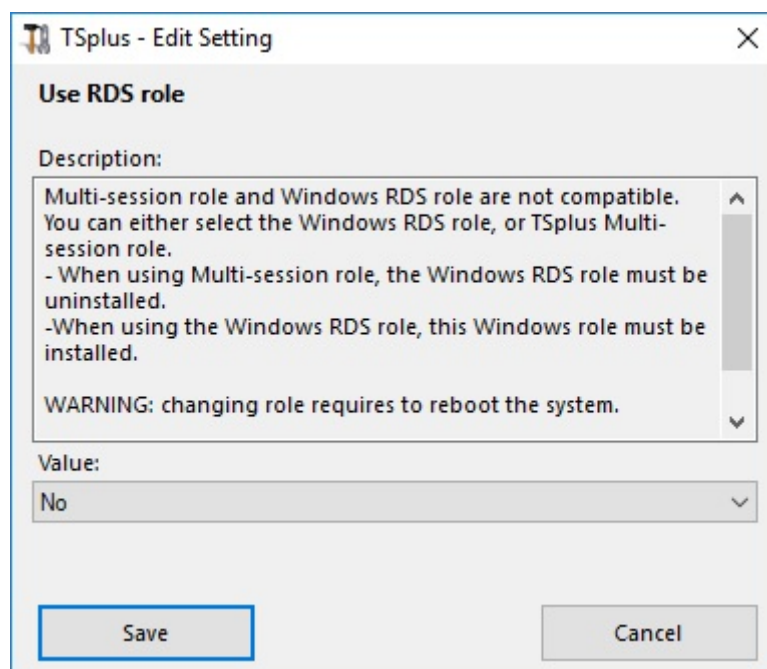 TSplus - Edit Setting
Use RDS role
Description:
Multi-session role and Windows RDS role are not compatible.
You can either select the Windows RDS role, or TSplus Multi-
session role.
- When using Multi-session role, the Windows RDS role must be
uninstalled.
-When using the Windows RDS role, this Windows role must be
installed.
WARNING: changing role requires to reboot the system.
Value:
No
Save
Cancel